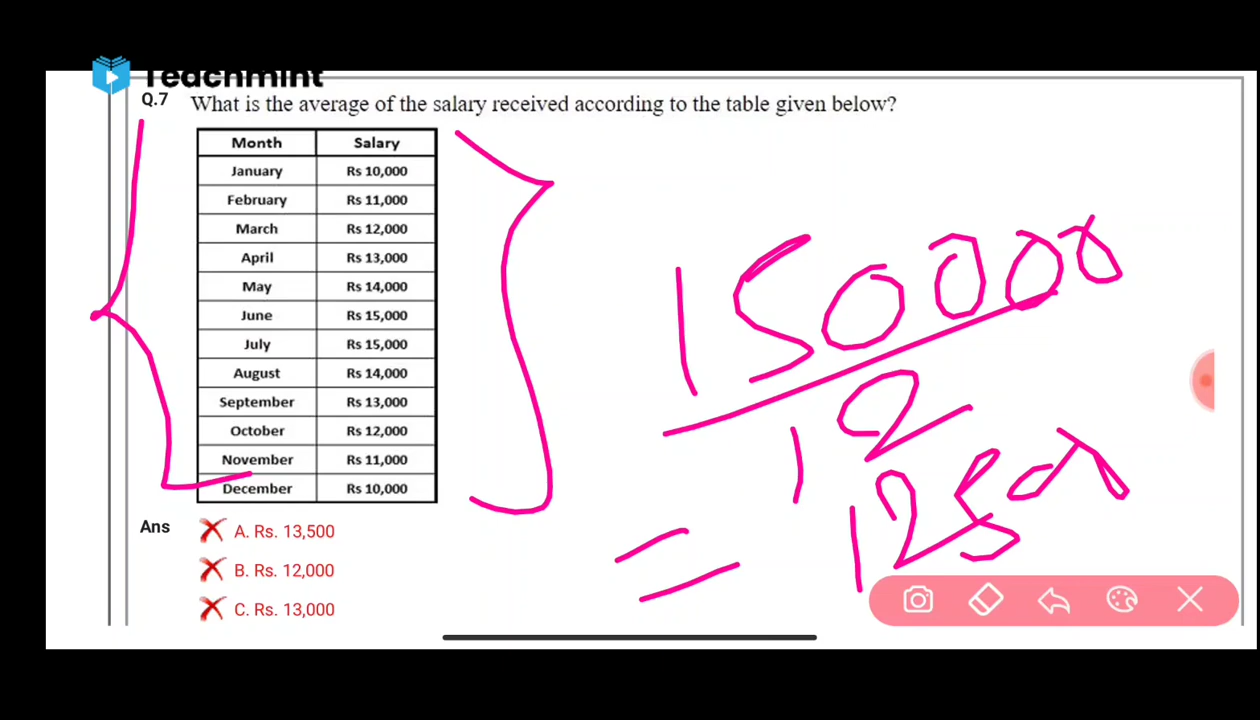 Teachmint
Q.7 What is the average of the salary received according to the table given below?
Month Salary
January Rs 10,000
February Rs 11,000
March Rs 12,000
April Rs 13,000
May Rs 14,000
June Rs 15,000
July Rs 15,000
August Rs 14,000
September Rs 13,000
October Rs 12,000
November Rs 11,000
December Rs 10,000
150000
12
= 12500
Ans A. Rs. 13,500
B. Rs. 12,000
C. Rs. 13,000